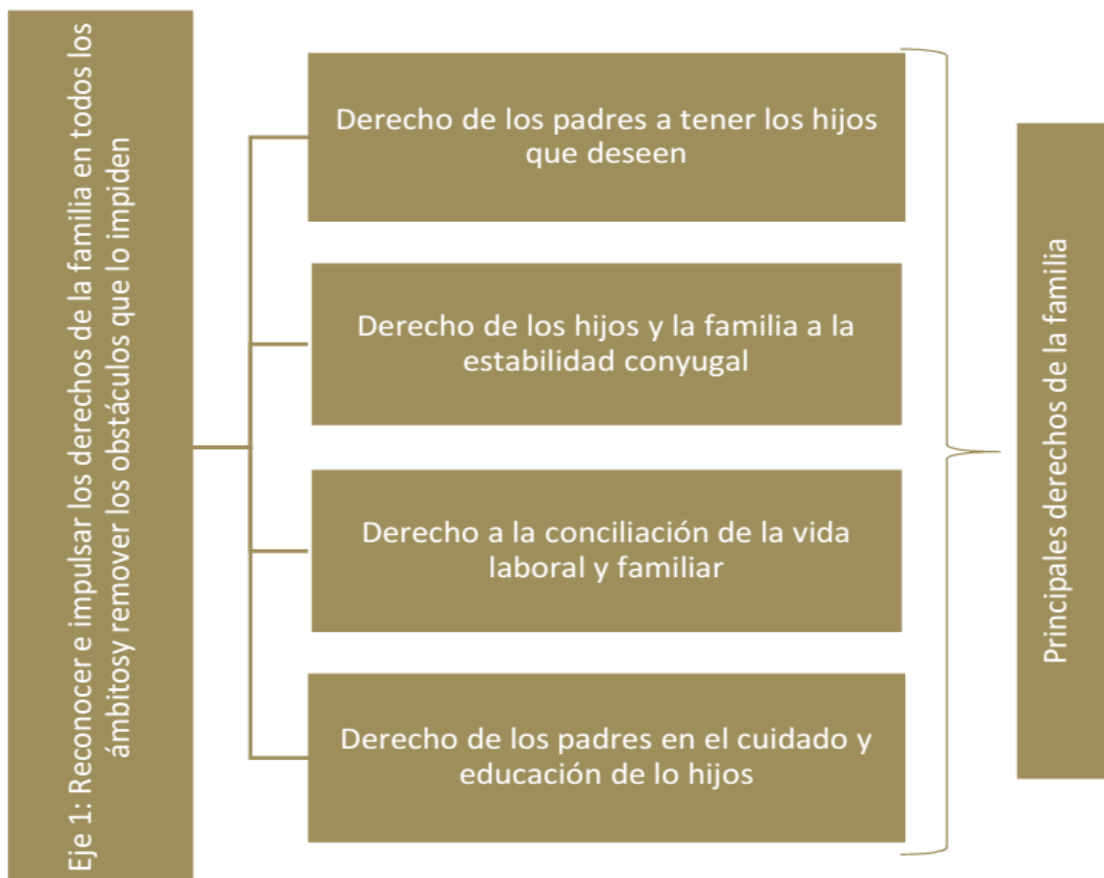 Eje 1: Reconocer e impulsar los derechos de la familia en todos los
ámbitosy remover los obstáculos que lo impiden
Derecho de los padres a tener los hijos
que deseen
Derecho de los hijos y la familia a la
estabilidad conyugal
Derecho a la conciliación de la vida
laboral y familiar
Derecho de los padres en el cuidado y
educación de lo hijos
Principales derechos de la familia